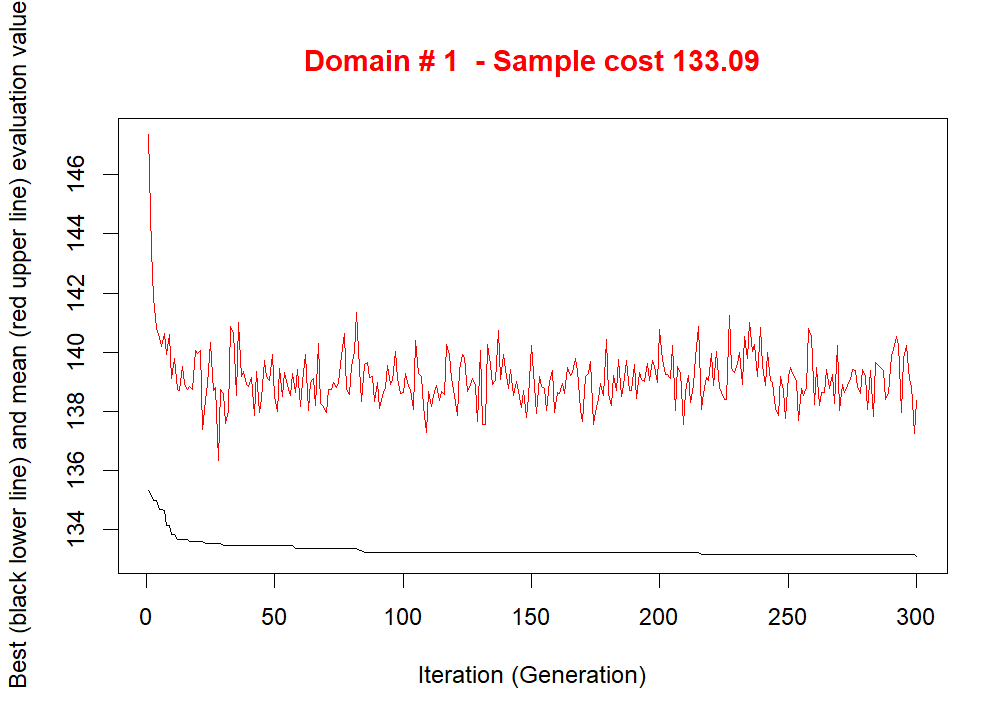 Domain # 1  - Sample cost 133.09
Best (black lower line) and mean (red upper line) evaluation value
146
144
142
140
138
136
134
0 50 100 150 200 250 300
Iteration (Generation)